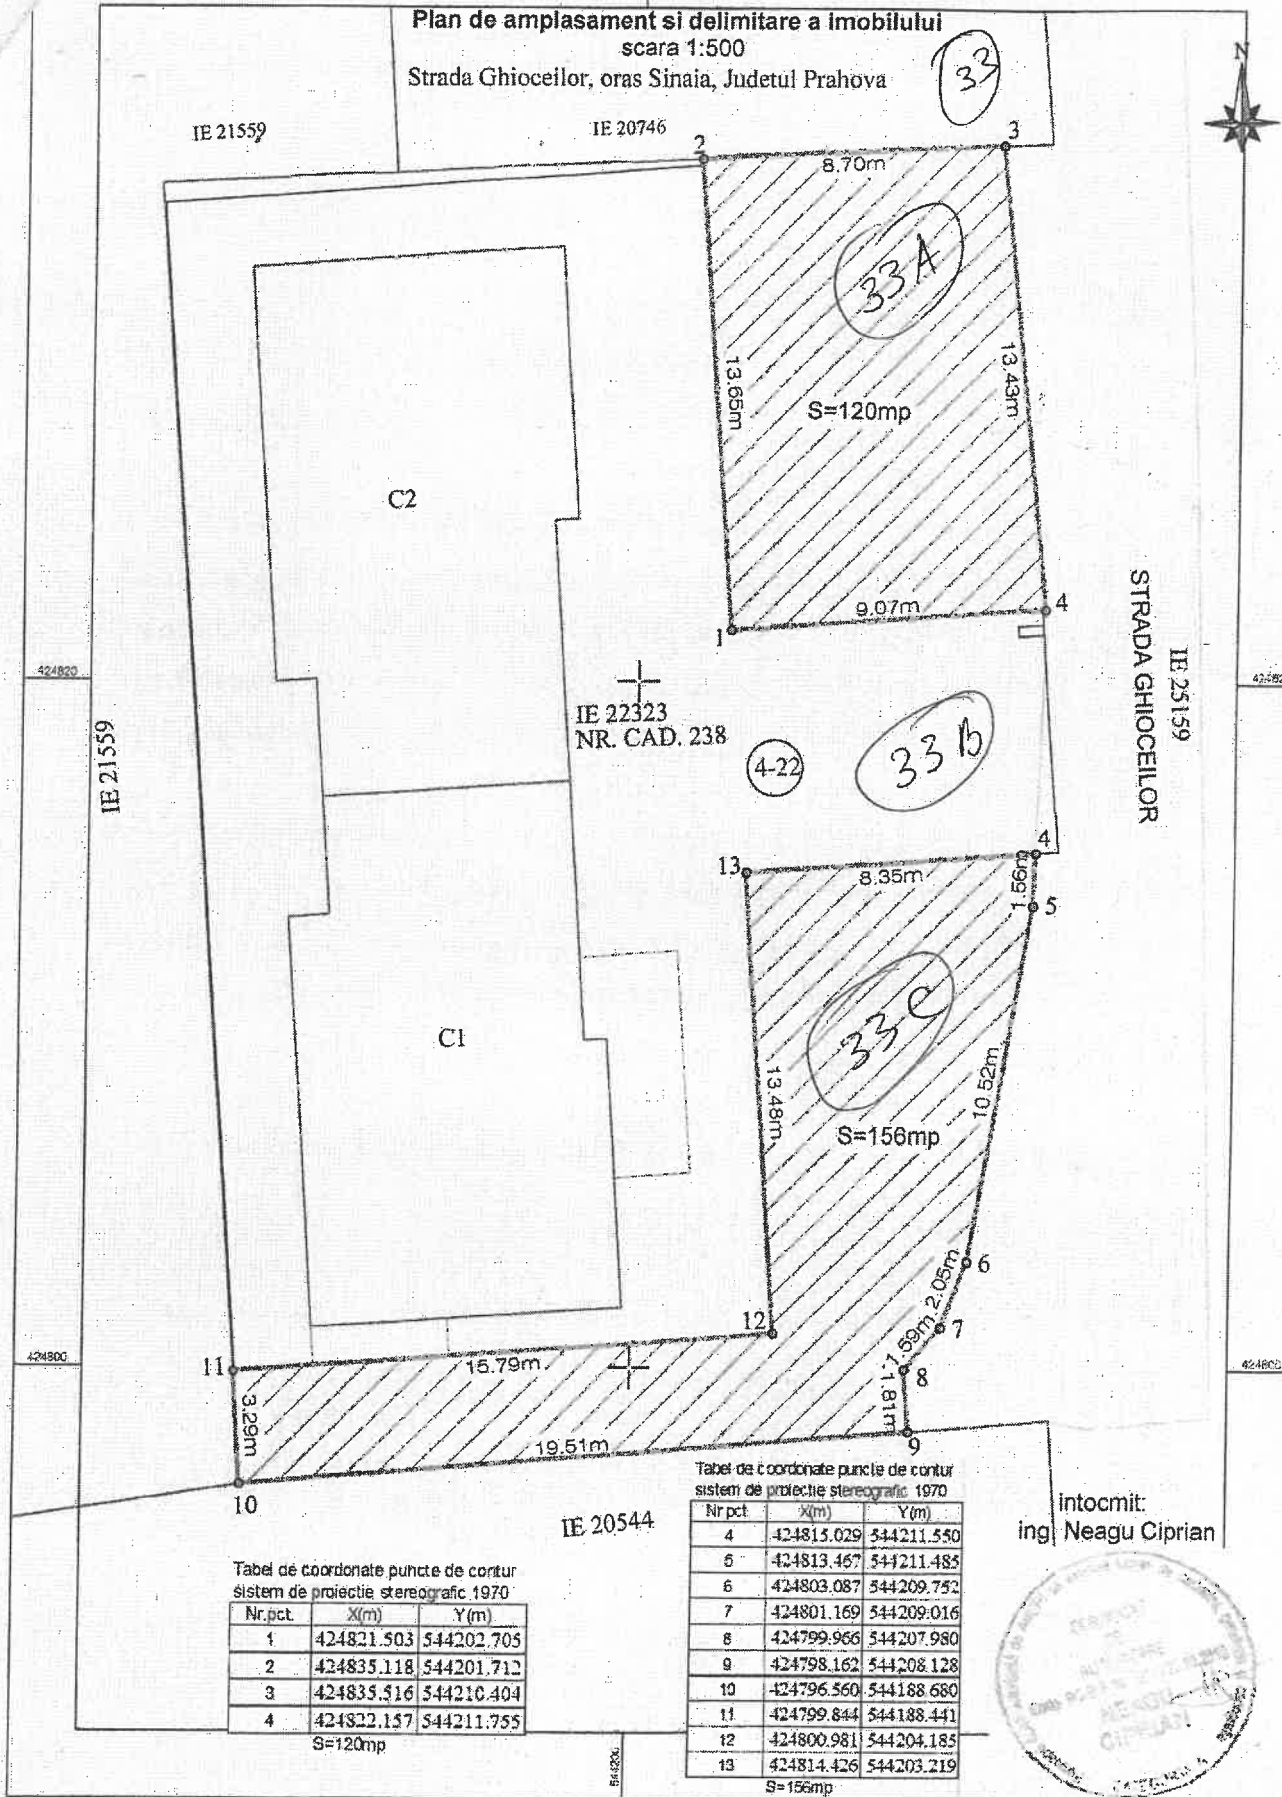 Plan de amplasament si delimitare a imobilului
scara 1:500
Strada Ghioceilor, oras Sinaia, Judetul Prahova
33
N
IE 21559
IE 20746
2
3
8.70m
33A
13.65m
13.43m
S=120mp
C2
9.07m
1
4
424820
IE 21559
IE 22323
NR. CAD. 238
4-22
33B
STRADA GHIOCEILOR
IE 25159
13
4
8.35m
1.56m
5
C1
33C
13.48m
10.52m
S=156mp
6
2.05m
7
1.59m
12
11
15.79m
8
424800
424800
3.29m
1.81m
19.51m
9
10
IE 20544
Tabel de coordonate puncte de contur
sistem de proiectie stereografic 1970
Nr.pct. X(m) Y(m)
1 424821.503 544202.705
2 424835.118 544201.712
3 424835.516 544210.404
4 424822.157 544211.755
S=120mp
Tabel de coordonate puncte de contur
sistem de proiectie stereografic 1970
Nr pct X(m) Y(m)
4 424815.029 544211.550
5 424813.467 544211.485
6 424803.087 544209.752
7 424801.169 544209.016
8 424799.966 544207.980
9 424798.162 544208.128
10 424796.560 544188.680
11 424799.844 544188.441
12 424800.981 544204.185
13 424814.426 544203.219
S=156mp
544200
intocmit:
ing. Neagu Ciprian